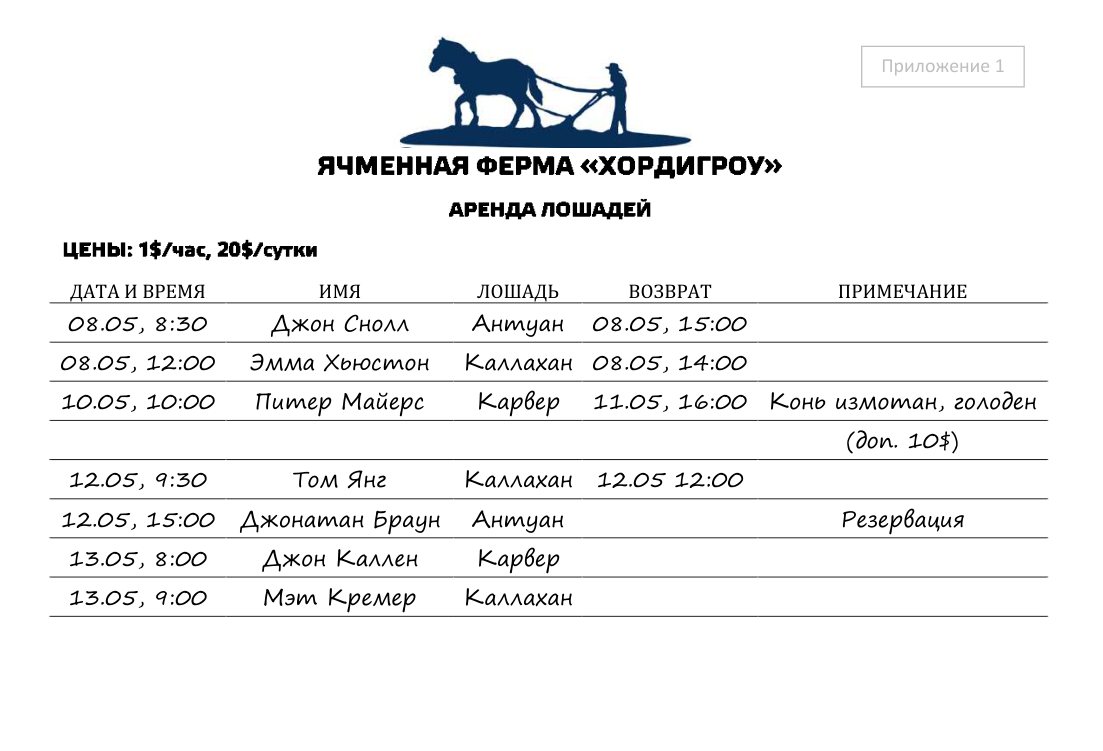 Приложение 1
ЯЧМЕННАЯ ФЕРМА «ХОРДИГРОУ»
АРЕНДА ЛОШАДЕЙ
ЦЕНЫ: 1$/час, 20$/сутки
ДАТА И ВРЕМЯ ИМЯ ЛОШАДЬ ВОЗВРАТ ПРИМЕЧАНИЕ
08.05, 8:30 Джон Снолл Антуан 08.05, 15:00
08.05, 12:00 Эмма Хьюстон Каллахан 08.05, 14:00
10.05, 10:00 Питер Майерс Карвер 11.05, 16:00 Конь измотан, голоден
(доп. 10$)
12.05, 9:30 Том Янг Каллахан 12.05 12:00
12.05, 15:00 Джонатан Браун Антуан Резервация
13.05, 8:00 Джон Каллен Карвер
13.05, 9:00 Мэт Кремер Каллахан